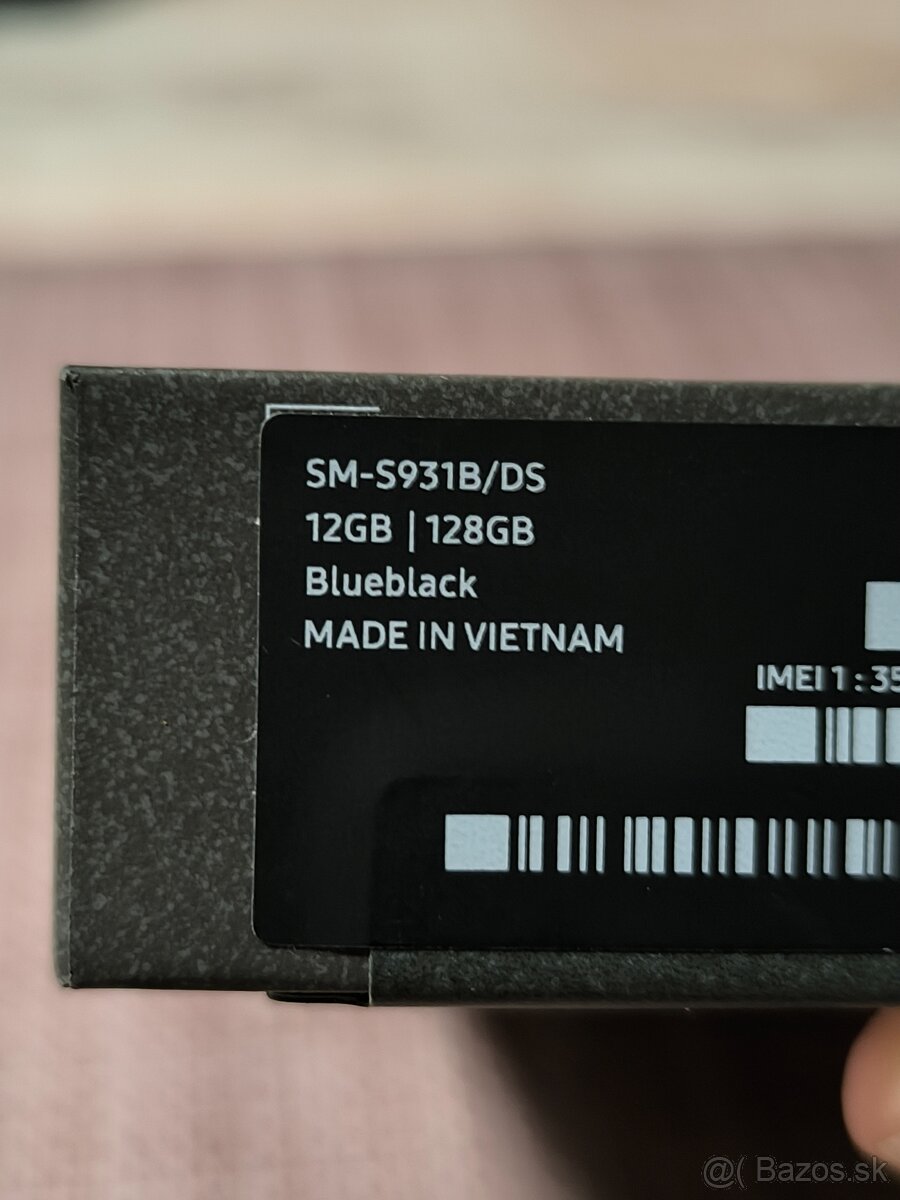 SM-S931B/DS
12GB | 128GB
Blueblack
MADE IN VIETNAM
IMEI 1 : 35
@( Bazos.sk